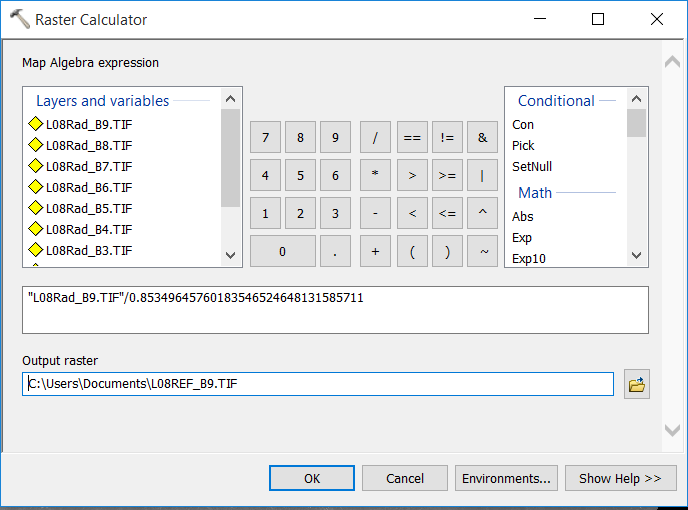 Raster Calculator
Map Algebra expression
Layers and variables
L08Rad_B9.TIF
L08Rad_B8.TIF
L08Rad_B7.TIF
L08Rad_B6.TIF
L08Rad_B5.TIF
L08Rad_B4.TIF
L08Rad_B3.TIF
7 8 9 / == != &
4 5 6 * > >= |
1 2 3 - < <= ^
0 . + ( ) ~
Conditional
Con
Pick
SetNull
Math
Abs
Exp
Exp10
"L08Rad_B9.TIF"/0.85349645760183546524648131585711
Output raster
C:\Users\Documents\L08REF_B9.TIF
OK Cancel Environments... Show Help >>